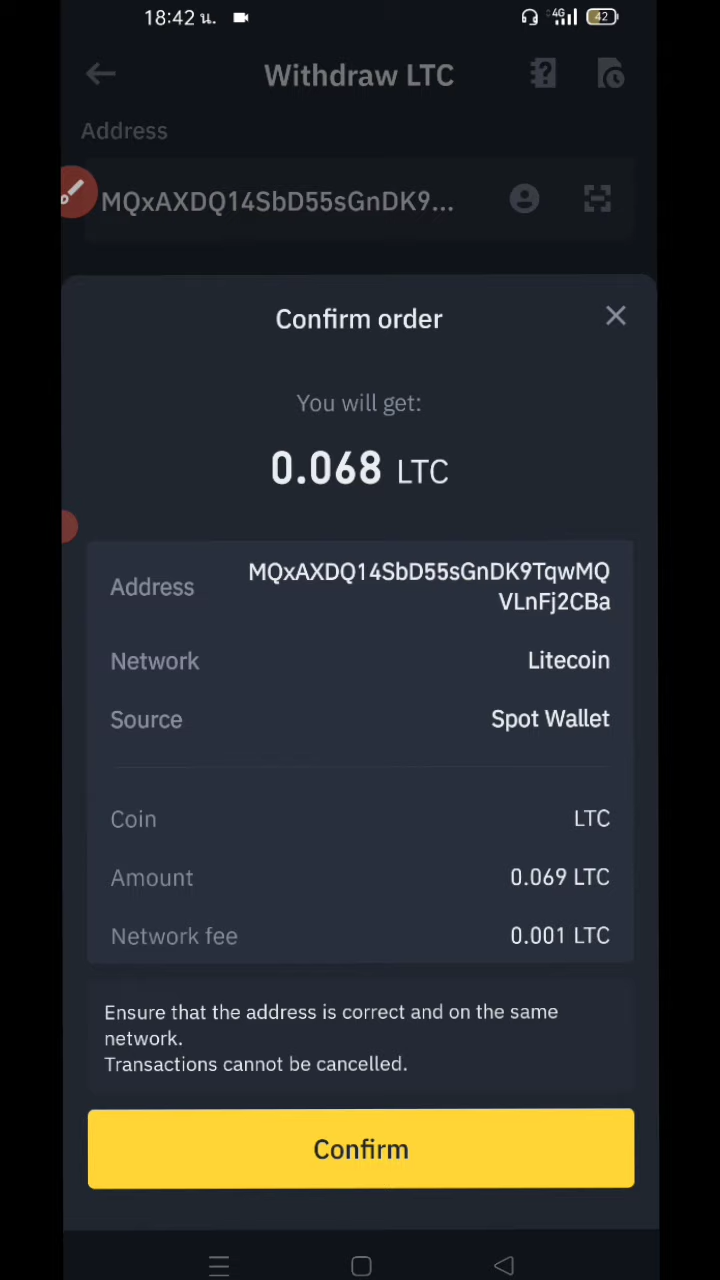 18:42 น.
4G
42
Withdraw LTC
Address
MQxAXDQ14SbD55sGnDK9...
Confirm order
You will get:
0.068 LTC
Address MQxAXDQ14SbD55sGnDK9TqwMQ
VLnFj2CBa
Network Litecoin
Source Spot Wallet
Coin LTC
Amount 0.069 LTC
Network fee 0.001 LTC
Ensure that the address is correct and on the same
network.
Transactions cannot be cancelled.
Confirm